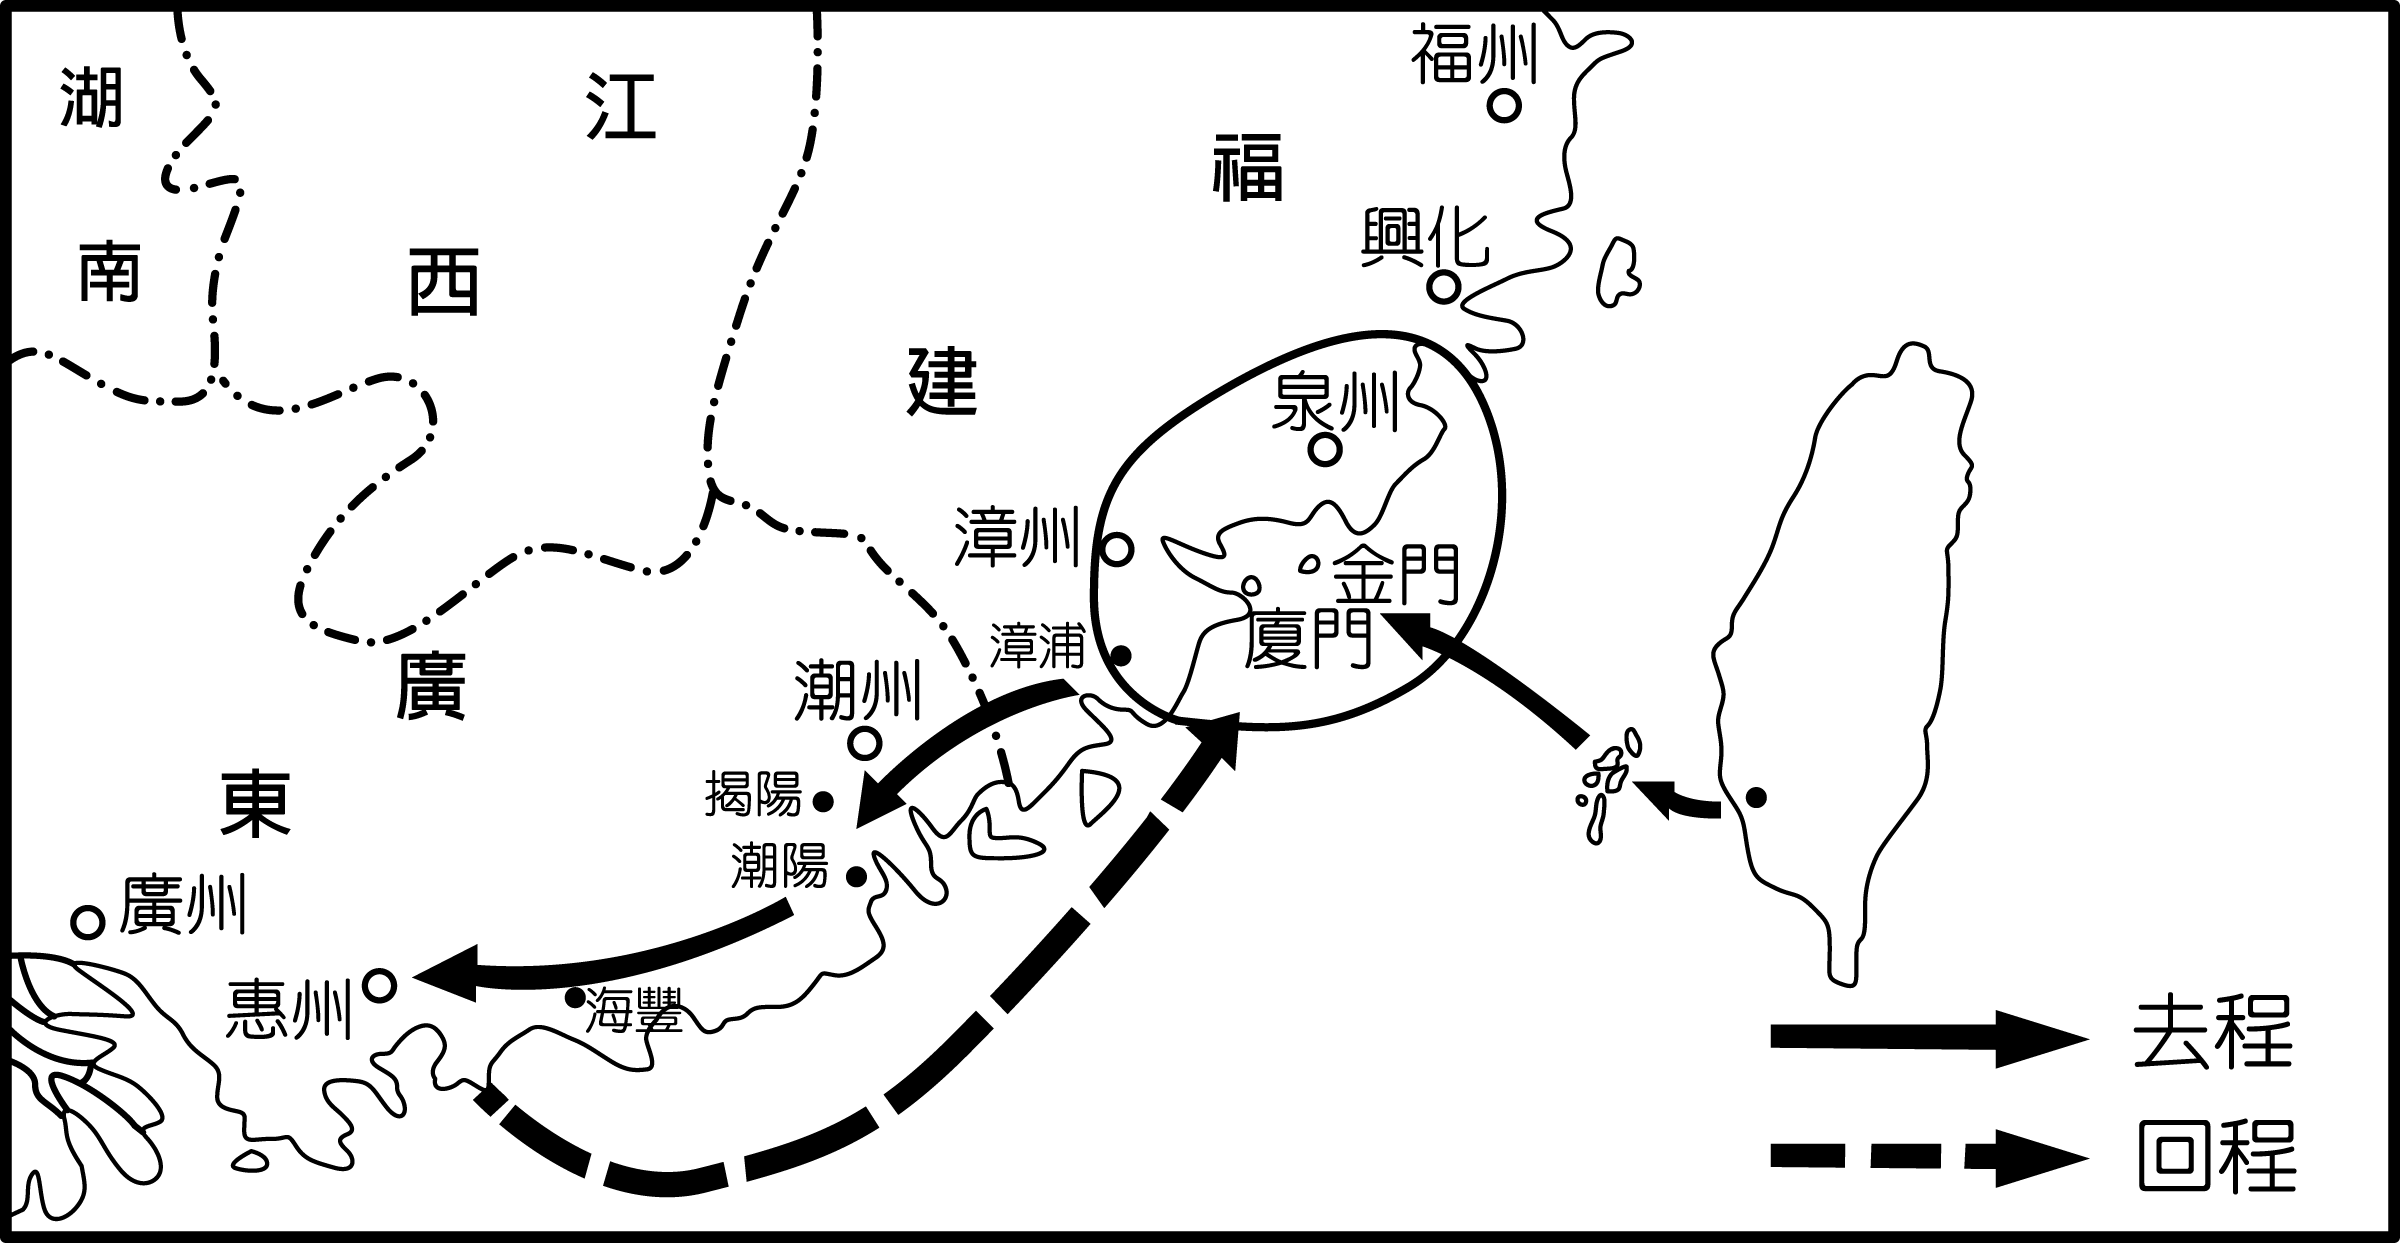 湖南
江西
福建
廣東
福州
興化
泉州
漳州
金門
廈門
漳浦
潮州
揭陽
潮陽
廣州
惠州
海豐
去程
回程